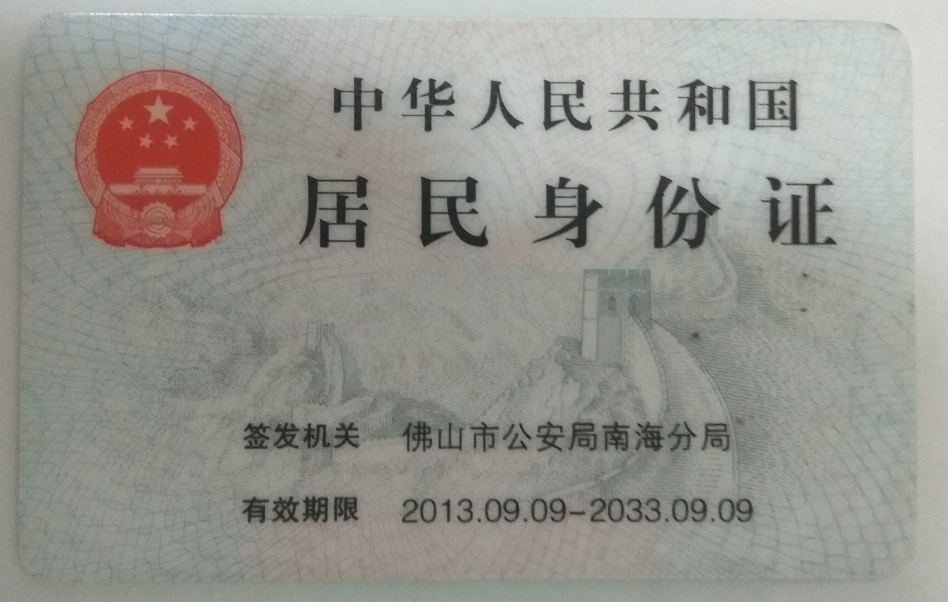 中华人民共和国
居民身份证
签发机关 佛山市公安局南海分局
有效期限 2013.09.09-2033.09.09